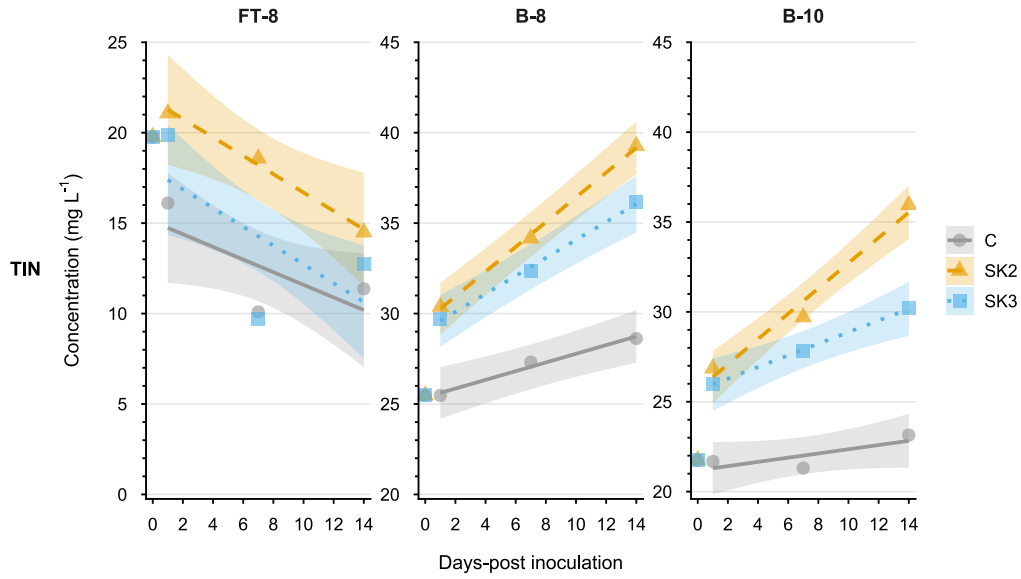 FT-8 B-8 B-10
25 45 45
20 40 40
15 35 35
10 30 30
5 25 25
0 20 20
0 2 4 6 8 10 12 14 0 2 4 6 8 10 12 14 0 2 4 6 8 10 12 14
TIN
Concentration (mg L⁻¹)
Days-post inoculation
C
SK2
SK3